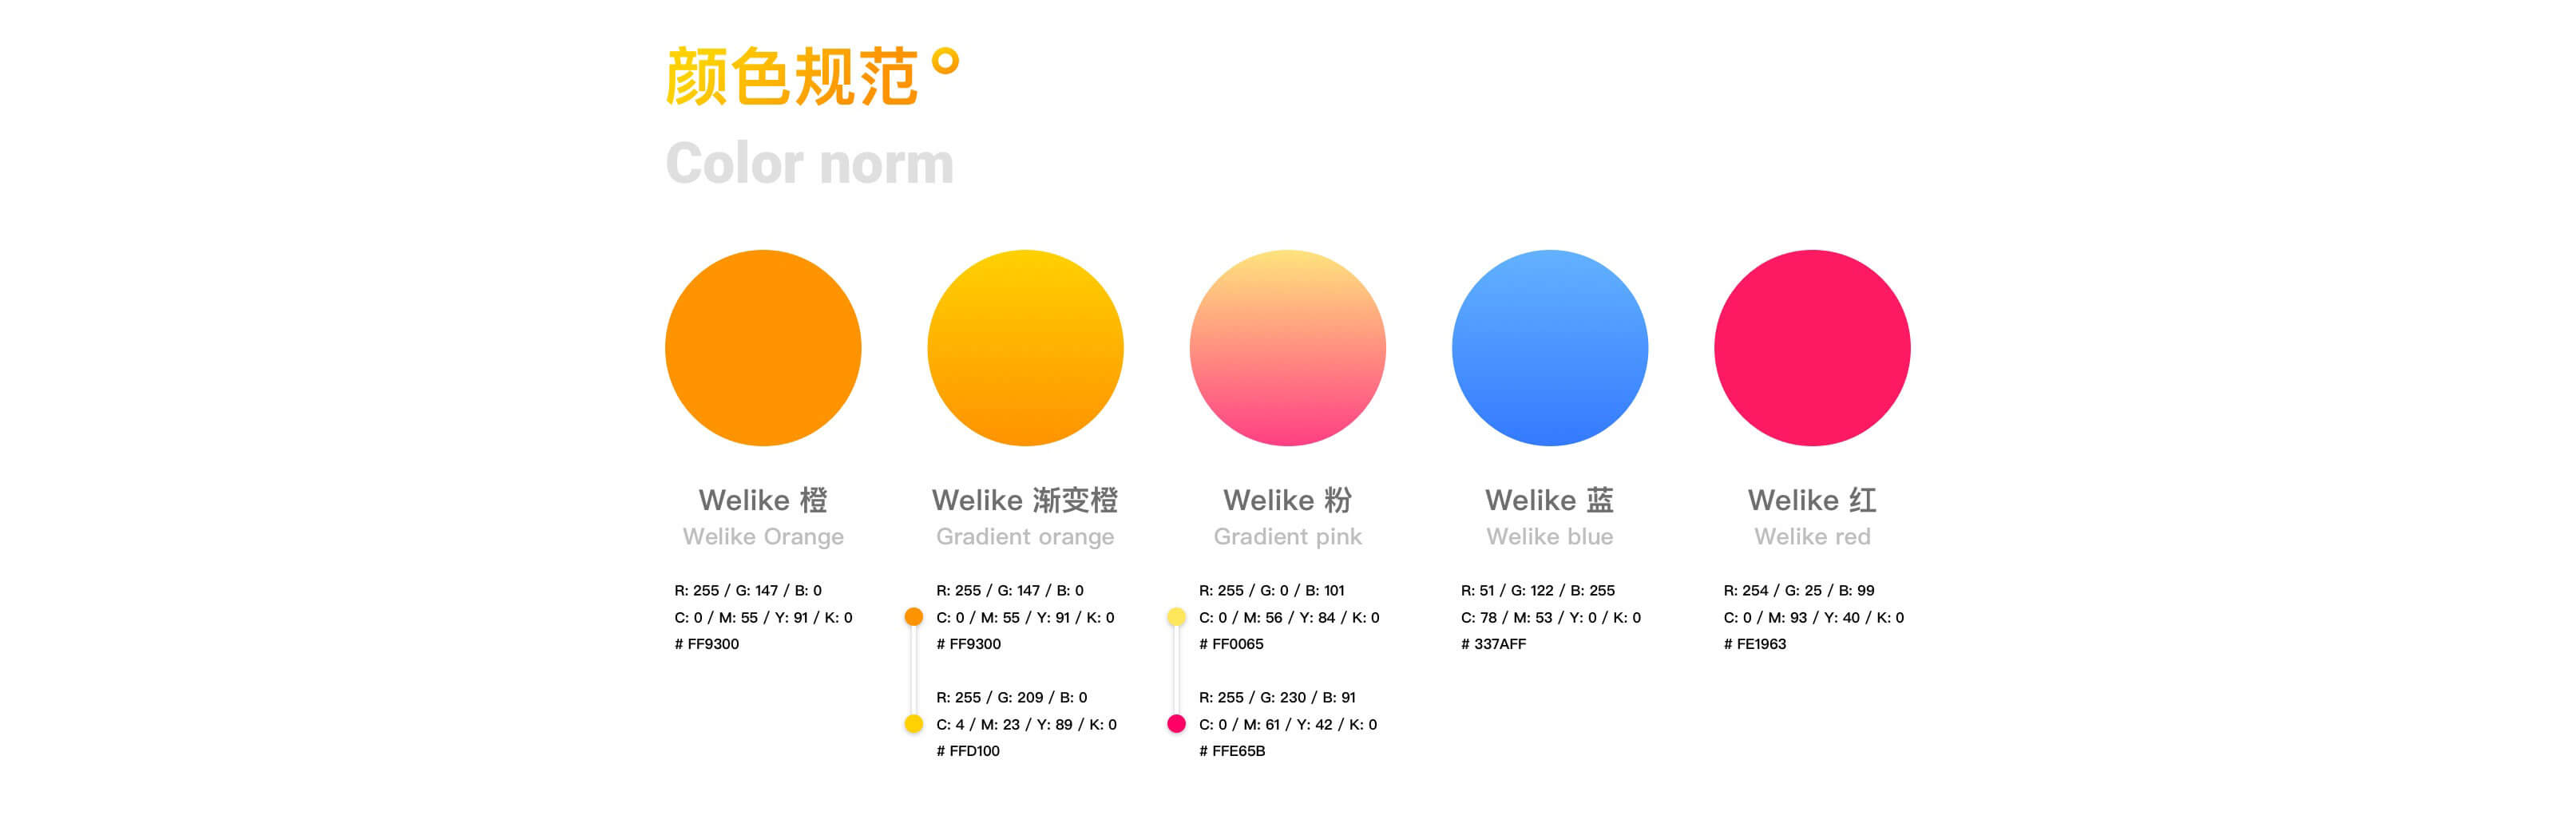 颜色规范°
Color norm
Welike 橙
Welike Orange
R: 255 / G: 147 / B: 0
C: 0 / M: 55 / Y: 91 / K: 0
# FF9300
Welike 渐变橙
Gradient orange
R: 255 / G: 147 / B: 0
C: 0 / M: 55 / Y: 91 / K: 0
# FF9300
R: 255 / G: 209 / B: 0
C: 4 / M: 23 / Y: 89 / K: 0
# FFD100
Welike 粉
Gradient pink
R: 255 / G: 0 / B: 101
C: 0 / M: 56 / Y: 84 / K: 0
# FF0065
R: 255 / G: 230 / B: 91
C: 0 / M: 61 / Y: 42 / K: 0
# FFE65B
Welike 蓝
Welike blue
R: 51 / G: 122 / B: 255
C: 78 / M: 53 / Y: 0 / K: 0
# 337AFF
Welike 红
Welike red
R: 254 / G: 25 / B: 99
C: 0 / M: 93 / Y: 40 / K: 0
# FE1963